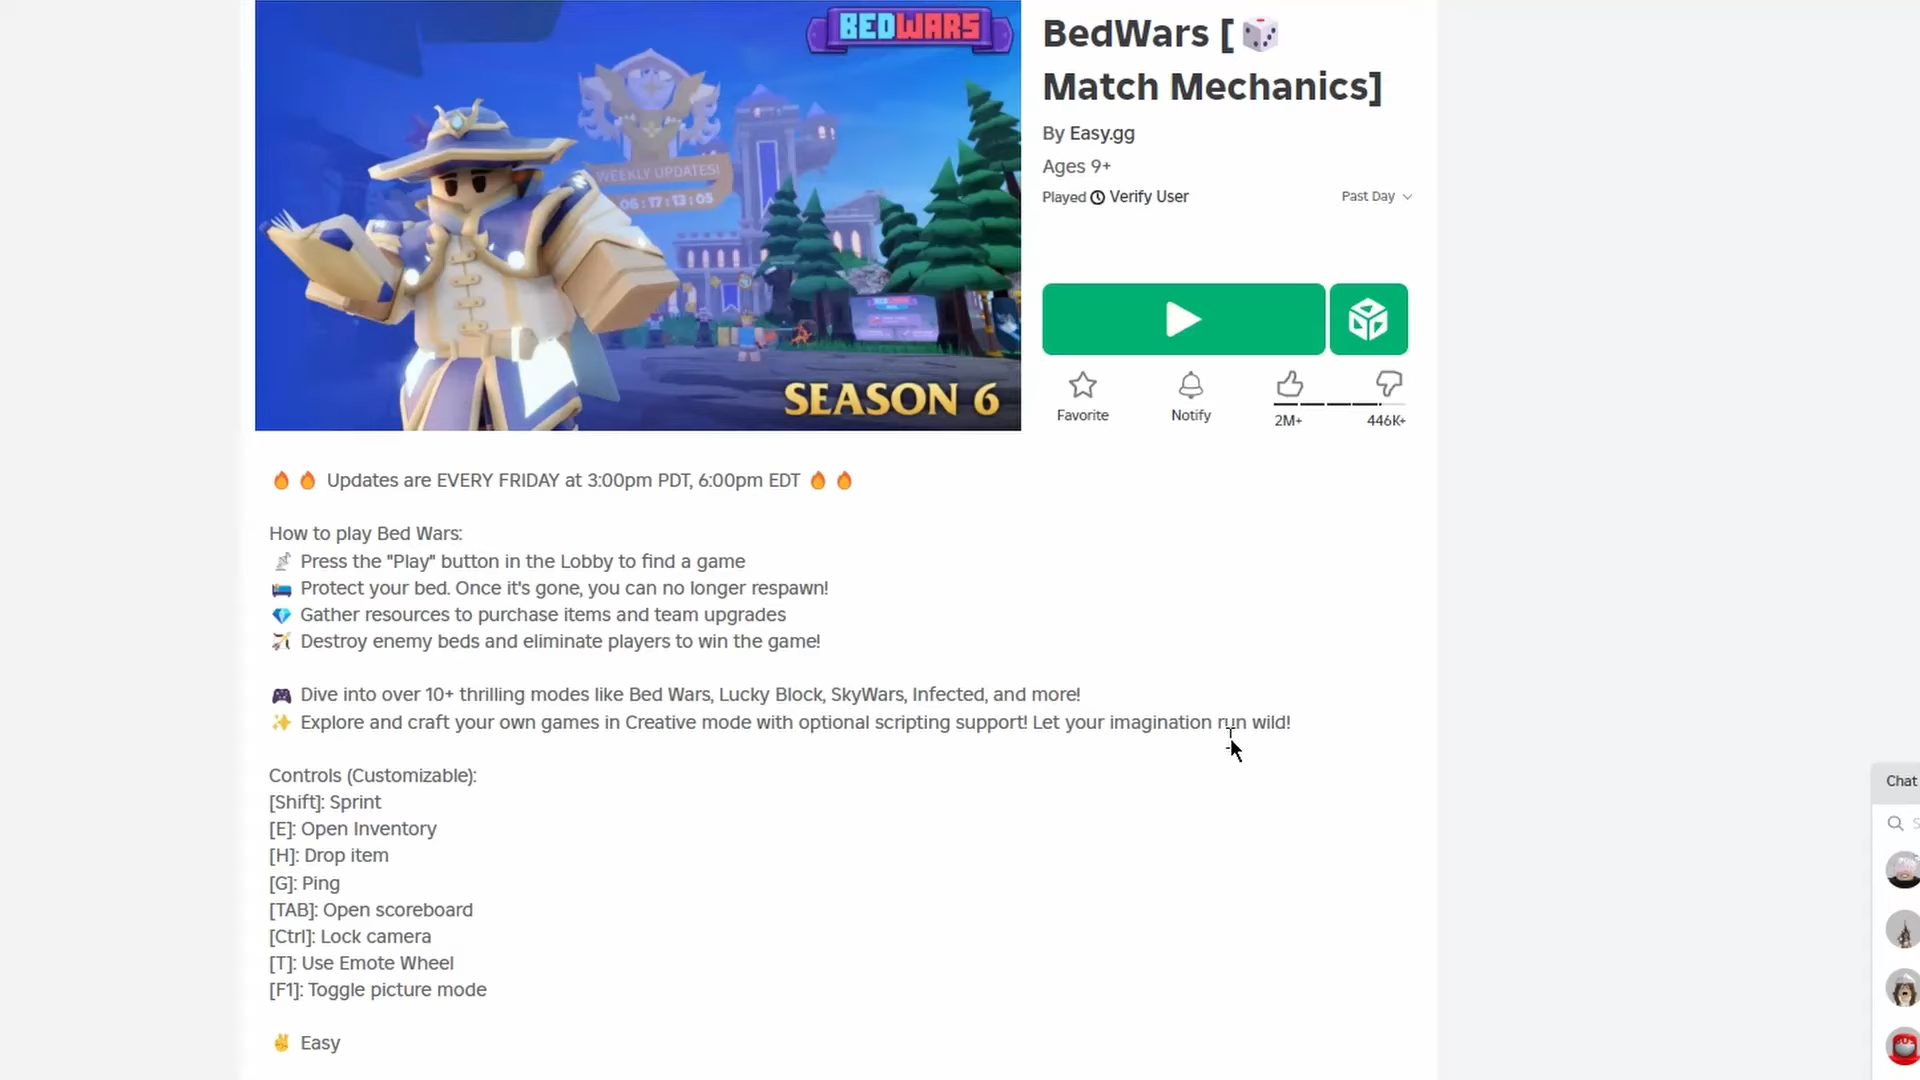 BEDWARS
WEEKLY UPDATES!
SEASON 6
BedWars [🎲
Match Mechanics]
By Easy.gg
Ages 9+
Played Verify User
Past Day
Favorite
Notify
2M+
446K+
🔥 🔥 Updates are EVERY FRIDAY at 3:00pm PDT, 6:00pm EDT 🔥 🔥
How to play Bed Wars:
Press the "Play" button in the Lobby to find a game
🛏️ Protect your bed. Once it's gone, you can no longer respawn!
💎 Gather resources to purchase items and team upgrades
🏹 Destroy enemy beds and eliminate players to win the game!
🎮 Dive into over 10+ thrilling modes like Bed Wars, Lucky Block, SkyWars, Infected, and more!
✨ Explore and craft your own games in Creative mode with optional scripting support! Let your imagination run wild!
Controls (Customizable):
[Shift]: Sprint
[E]: Open Inventory
[H]: Drop item
[G]: Ping
[TAB]: Open scoreboard
[Ctrl]: Lock camera
[T]: Use Emote Wheel
[F1]: Toggle picture mode
✌️ Easy
Chat